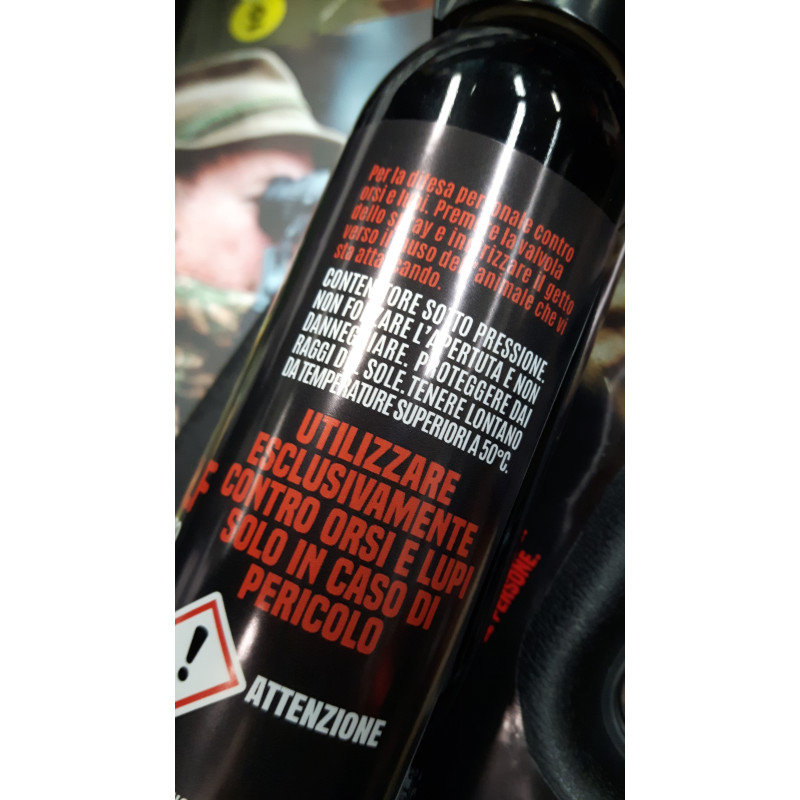 Per la difesa personale contro
orsi e lupi. Premere la valvola
dello spray e indirizzare il getto
verso il muso dell'animale che vi
sta attaccando.
CONTENITORE SOTTO PRESSIONE.
NON FORZARE L'APERTUTA E NON
DANNEGGIARE. PROTEGGERE DAI
RAGGI DEL SOLE. TENERE LONTANO
DA TEMPERATURE SUPERIORI A 50°C.
UTILIZZARE
ESCLUSIVAMENTE
CONTRO ORSI E LUPI
SOLO IN CASO DI
PERICOLO
ATTENZIONE
PERSONE.